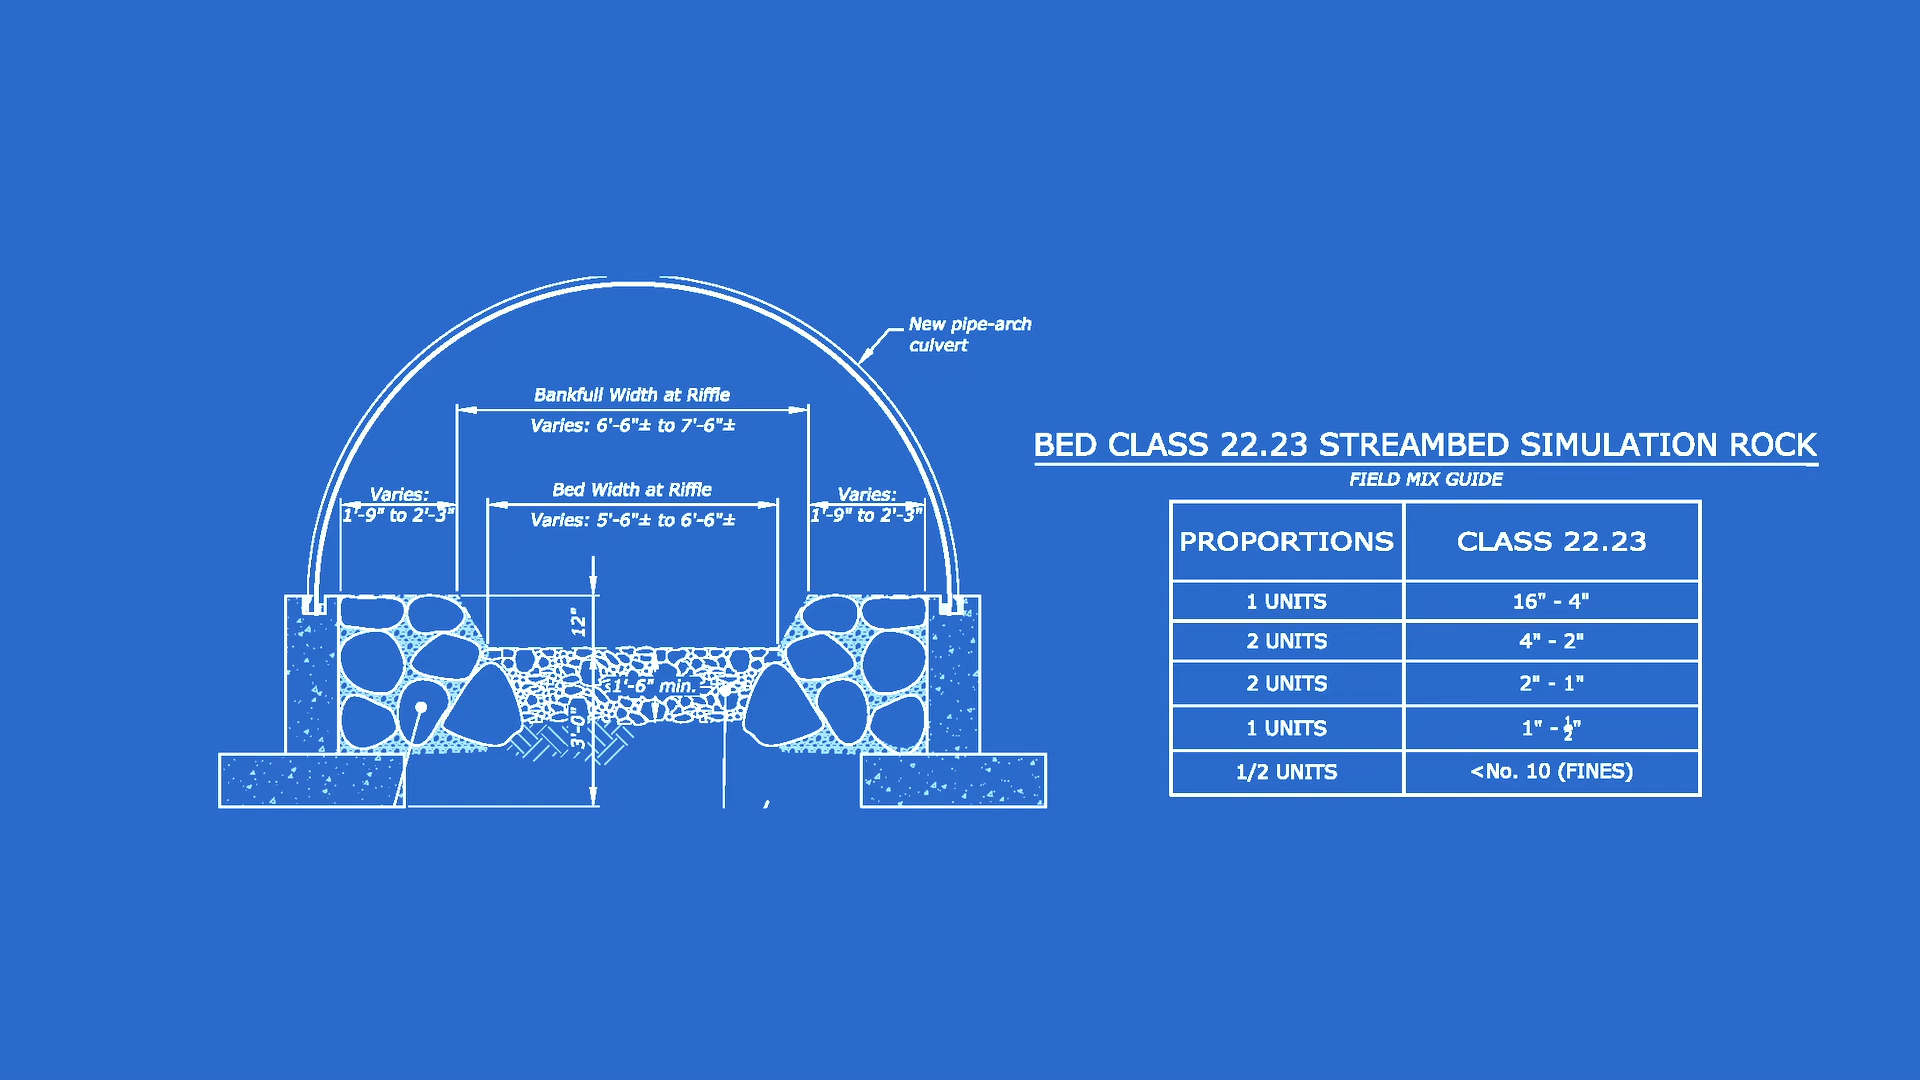 New pipe-arch
culvert
Bankfull Width at Riffle
Varies: 6'-6"± to 7'-6"±
Bed Width at Riffle
Varies: 5'-6"± to 6'-6"±
Varies:
1'-9" to 2'-3"
Varies:
1'-9" to 2'-3"
12"
1'-6" min.
3'-0"
BED CLASS 22.23 STREAMBED SIMULATION ROCK
FIELD MIX GUIDE
PROPORTIONS CLASS 22.23
1 UNITS 16" - 4"
2 UNITS 4" - 2"
2 UNITS 2" - 1"
1 UNITS 1" - ½"
1/2 UNITS <No. 10 (FINES)